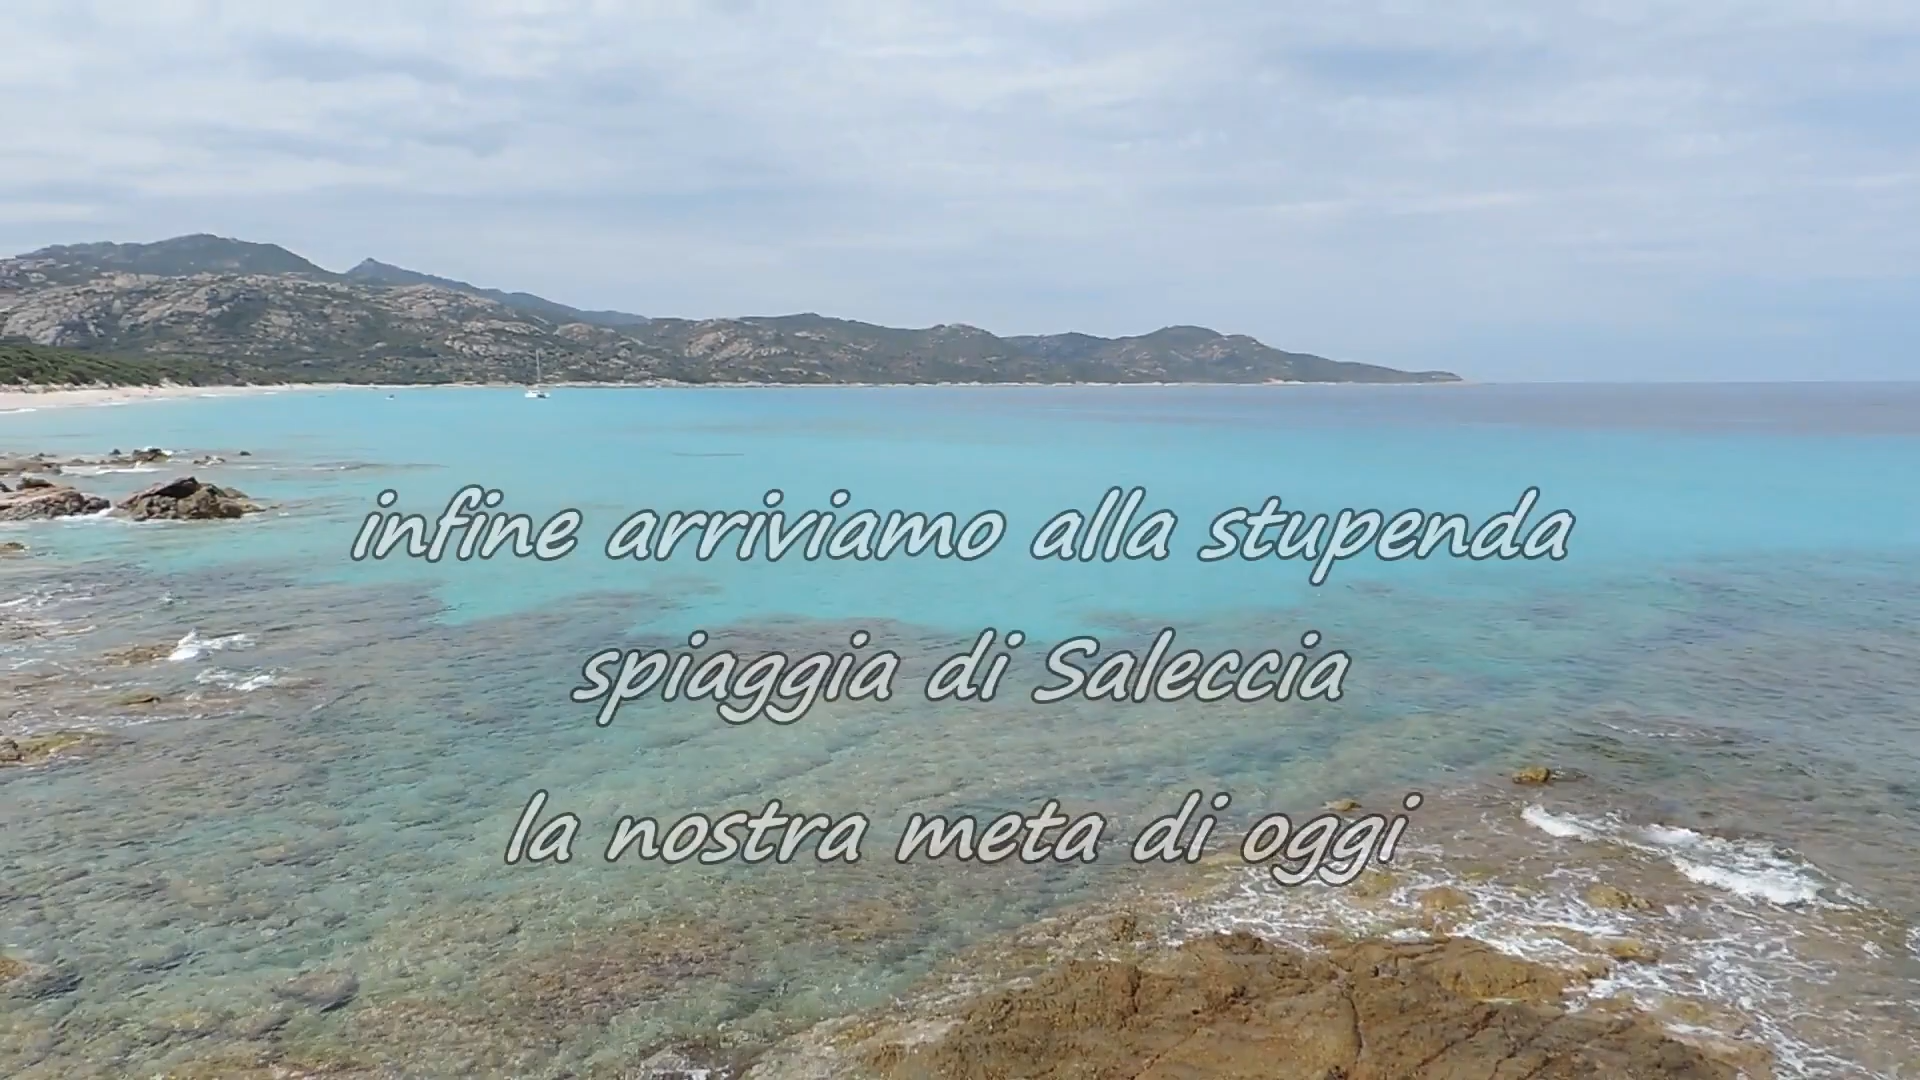 infine arriviamo alla stupenda
spiaggia di Saleccia
la nostra meta di oggi